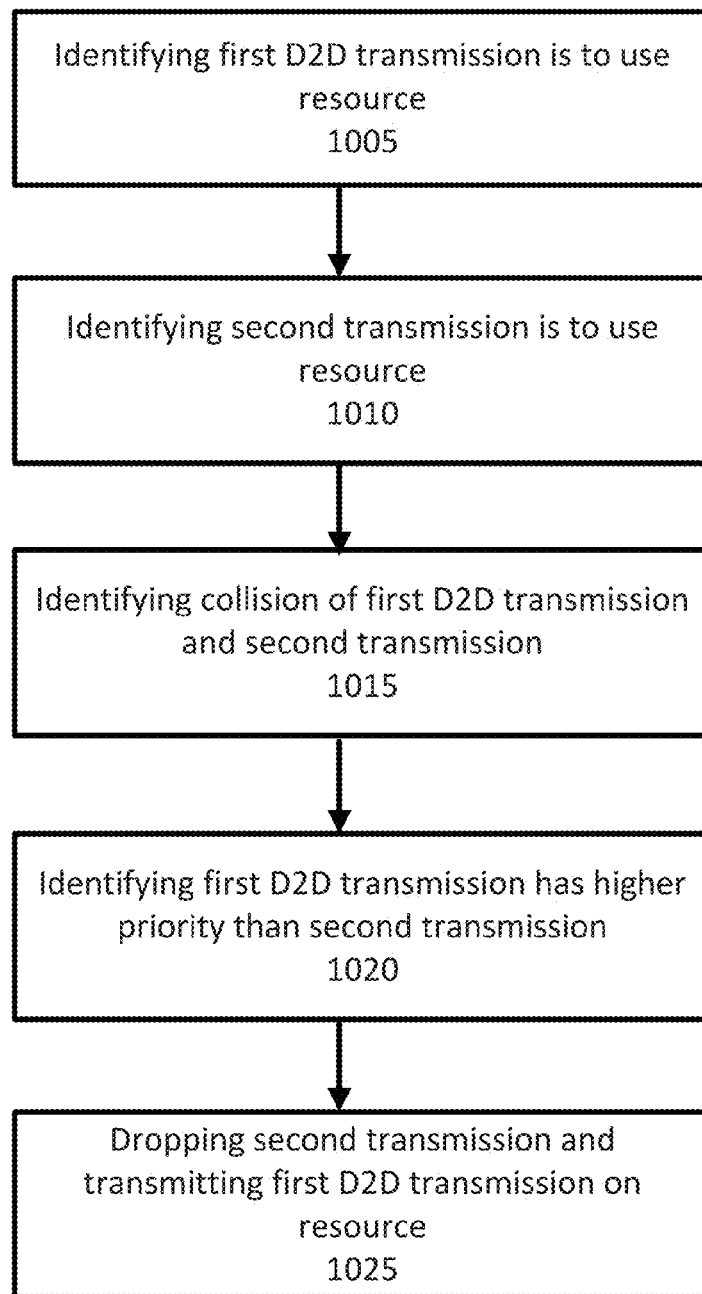 Identifying first D2D transmission is to use
resource
1005
Identifying second transmission is to use
resource
1010
Identifying collision of first D2D transmission
and second transmission
1015
Identifying first D2D transmission has higher
priority than second transmission
1020
Dropping second transmission and
transmitting first D2D transmission on
resource
1025